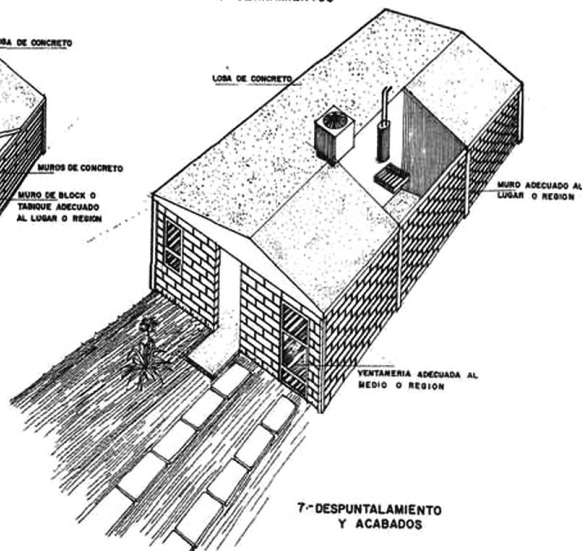 LOSA DE CONCRETO
MUROS DE CONCRETO
MURO DE BLOCK O
TABIQUE ADECUADO
AL LUGAR O REGION
LOSA DE CONCRETO
MURO ADECUADO AL
LUGAR O REGION
VENTANERIA ADECUADA AL
MEDIO O REGION
7.-DESPUNTALAMIENTO
Y ACABADOS